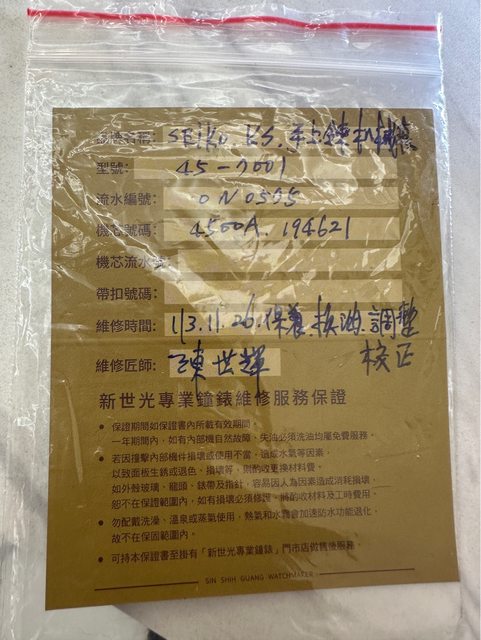 名稱: SEIKO. KS. 手上鍊機械錶
型號: 45-7001
流水編號: 0N0595
機芯號碼: 4500A. 194621
機芯流水號:
帶扣號碼:
維修時間: 113.11.26. 保養. 換油. 調整
校正
維修匠師: 陳世輝
新世光專業鐘錶維修服務保證
● 保證期間如保證書內所載有效期間
一年期間內，如有內部機自然故障、失油必須洗油均屬免費服務。
● 若因撞擊內部機件損壞或使用不當，造成水氣等因素，
以致面板生銹或退色、損壞等，則酌收更換材料費。
如外殼玻璃、龍頭、錶帶及指針，容易因人為因素造成消耗損壞，
恕不在保證範圍內，如有損壞必須修護，將酌收材料及工時費用。
● 勿配戴洗澡、溫泉或蒸氣使用，熱氣和水霧會加速防水功能退化，
故不在保固範圍內。
● 可持本保證書至掛有「新世光專業鐘錶」門市店做售後服務。
SIN SHIH GUANG WATCHMAKER